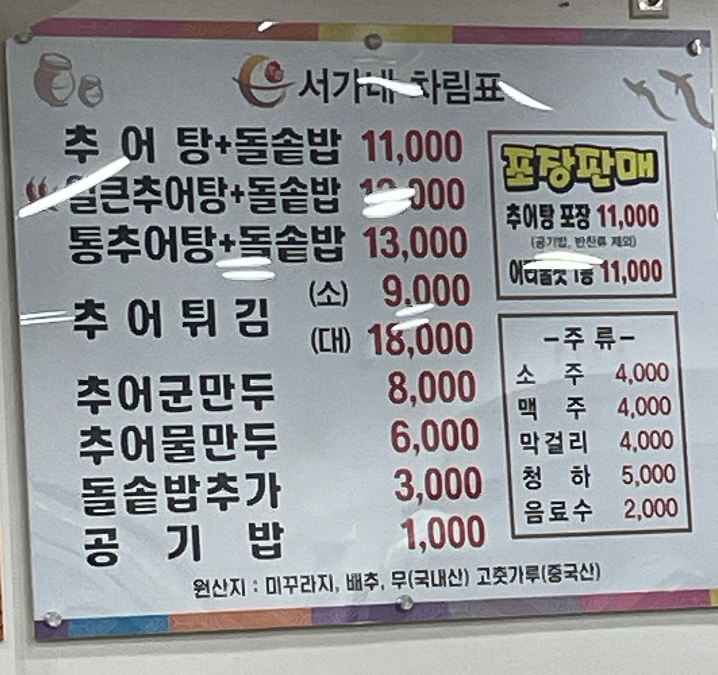 서가네 차림표
추어탕+돌솥밥 11,000
얼큰추어탕+돌솥밥
통추어탕+돌솥밥 13,000
추어튀김 (소) 9,000
(대) 18,000
추어군만두 8,000
추어물만두 6,000
돌솥밥추가 3,000
공기밥 1,000
포장판매
추어탕 포장 11,000
(공기밥, 반찬류 제외)
11,000
-주류-
소주 4,000
맥주 4,000
막걸리 4,000
청하 5,000
음료수 2,000
원산지 : 미꾸라지, 배추, 무(국내산) 고춧가루(중국산)